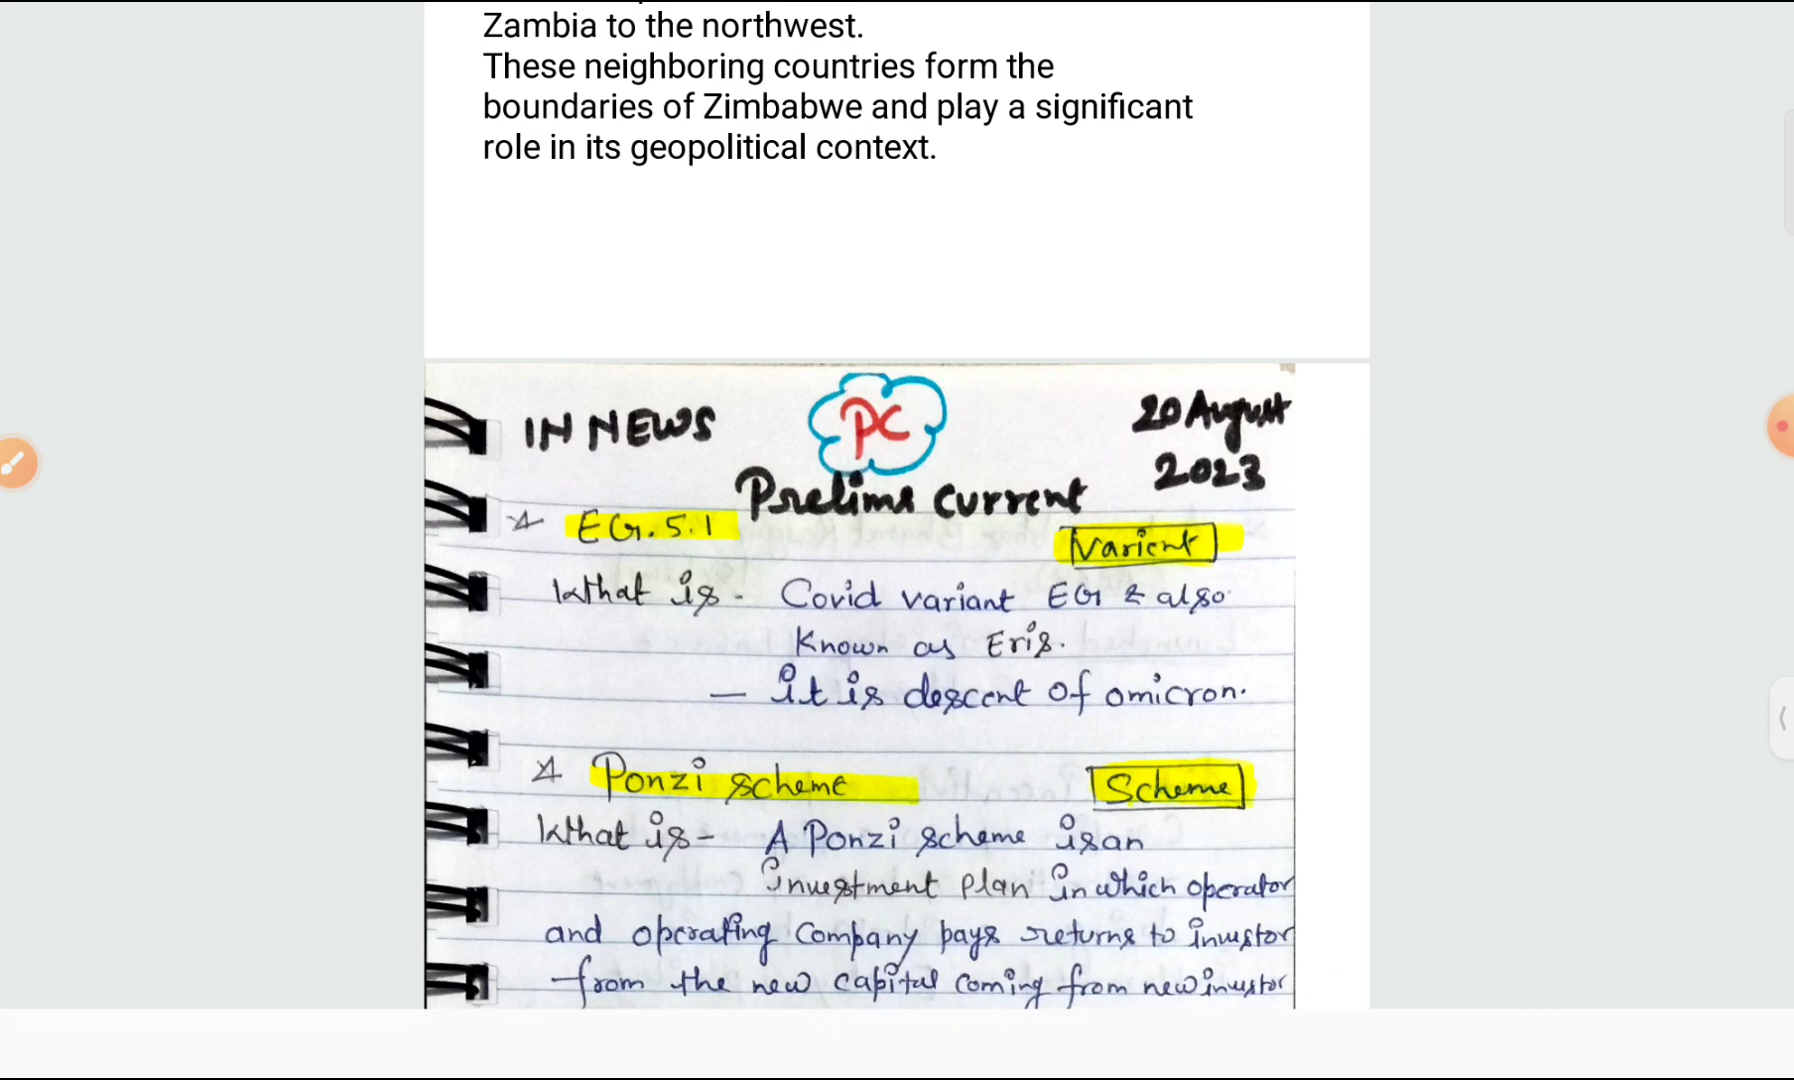 Zambia to the northwest.
These neighboring countries form the
boundaries of Zimbabwe and play a significant
role in its geopolitical context.
IN NEWS
PC
20 August
2023
Prelims current
EG.5.1
Varient
What is - Covid variant EG & also
Known as Eris.
— it is descent of omicron.
Ponzi scheme
Scheme
What is - A Ponzi scheme is an
investment plan in which operator
and operating Company pays returns to investor
from the new capital coming from new investor